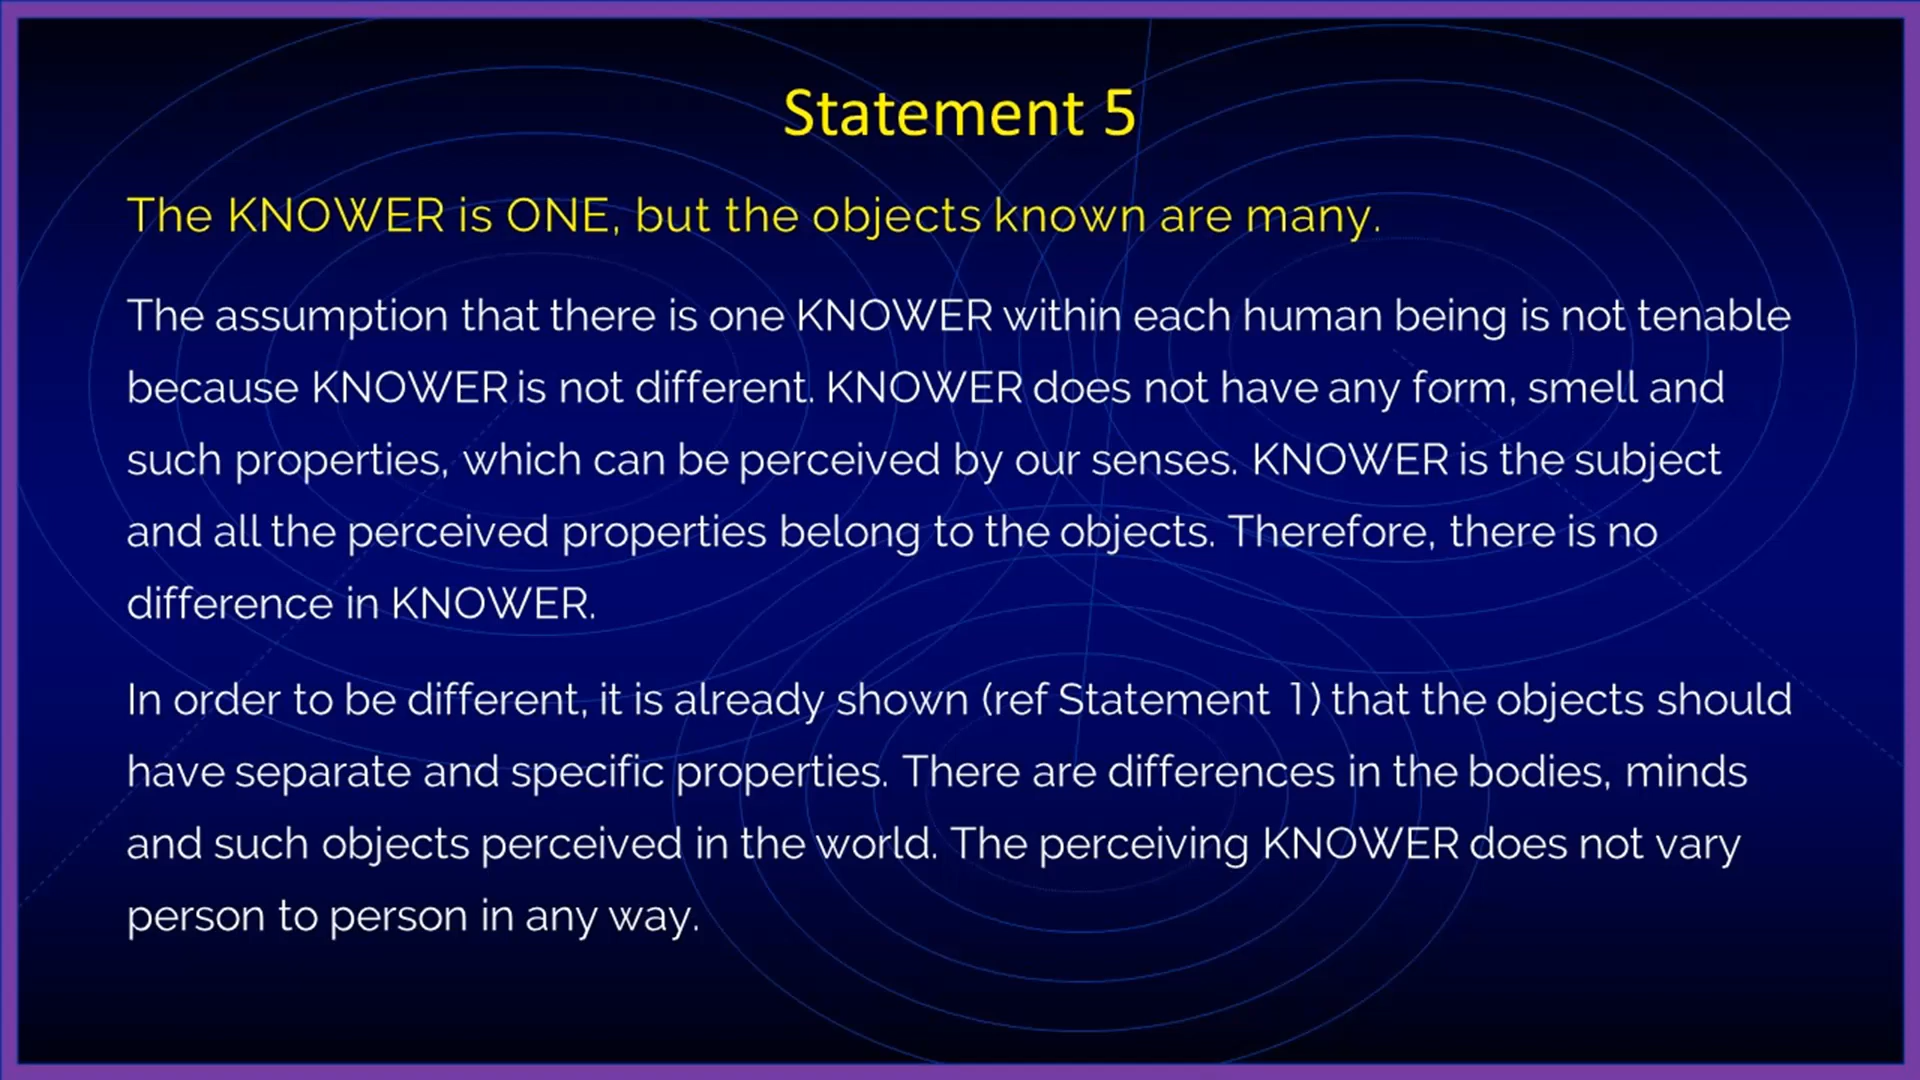 Statement 5
The KNOWER is ONE, but the objects known are many.
The assumption that there is one KNOWER within each human being is not tenable
because KNOWER is not different. KNOWER does not have any form, smell and
such properties, which can be perceived by our senses. KNOWER is the subject
and all the perceived properties belong to the objects. Therefore, there is no
difference in KNOWER.
In order to be different, it is already shown (ref Statement 1) that the objects should
have separate and specific properties. There are differences in the bodies, minds
and such objects perceived in the world. The perceiving KNOWER does not vary
person to person in any way.